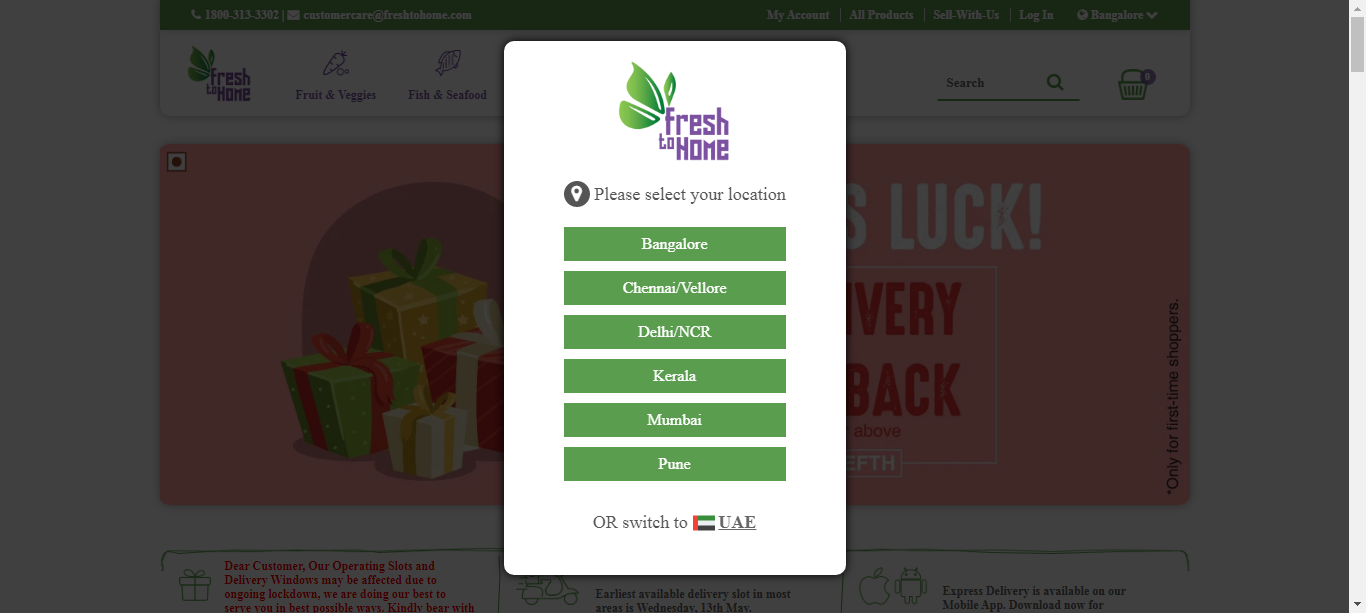 1800-313-3302 | customercare@freshtohome.com
My Account | All Products | Sell-With-Us | Log In Bangalore
fresh
to HOME
Fruit & Veggies
Fish & Seafood
Search
0
fresh
to HOME
Please select your location
Bangalore
Chennai/Vellore
Delhi/NCR
Kerala
Mumbai
Pune
OR switch to UAE
S LUCK!
IVERY
BACK
above
EFTH
*Only for first-time shoppers.
Dear Customer, Our Operating Slots and
Delivery Windows may be affected due to
ongoing lockdown, we are doing our best to
serve you in best possible ways. Kindly bear with
Earliest available delivery slot in most
areas is Wednesday, 13th May.
Express Delivery is available on our
Mobile App. Download now for